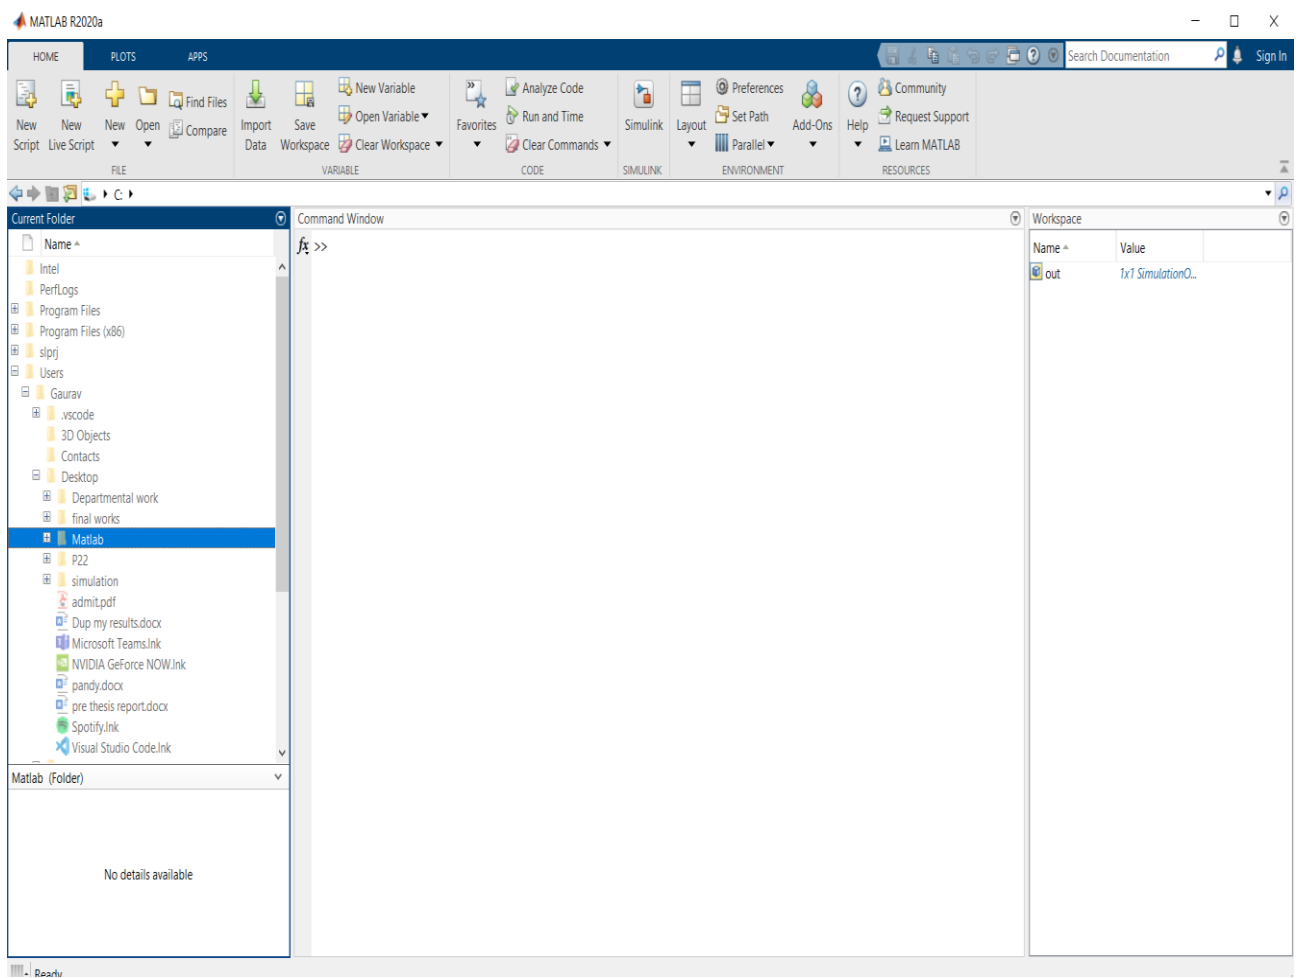 MATLAB R2020a
HOME PLOTS APPS
Search Documentation
Sign In
New Script
New Live Script
New
Open
Find Files
Compare
Import Data
Save Workspace
New Variable
Open Variable
Clear Workspace
Favorites
Analyze Code
Run and Time
Clear Commands
Simulink
Layout
Preferences
Set Path
Parallel
Add-Ons
Help
Community
Request Support
Learn MATLAB
FILE VARIABLE CODE SIMULINK ENVIRONMENT RESOURCES
C:
Current Folder
Name
Intel
PerfLogs
Program Files
Program Files (x86)
slprj
Users
Gaurav
.vscode
3D Objects
Contacts
Desktop
Departmental work
final works
Matlab
P22
simulation
admit.pdf
Dup my results.docx
Microsoft Teams.lnk
NVIDIA GeForce NOW.lnk
pandy.docx
pre thesis report.docx
Spotify.lnk
Visual Studio Code.lnk
Matlab (Folder)
No details available
Command Window
fx >>
Workspace
Name Value
out 1x1 SimulationO...
Ready